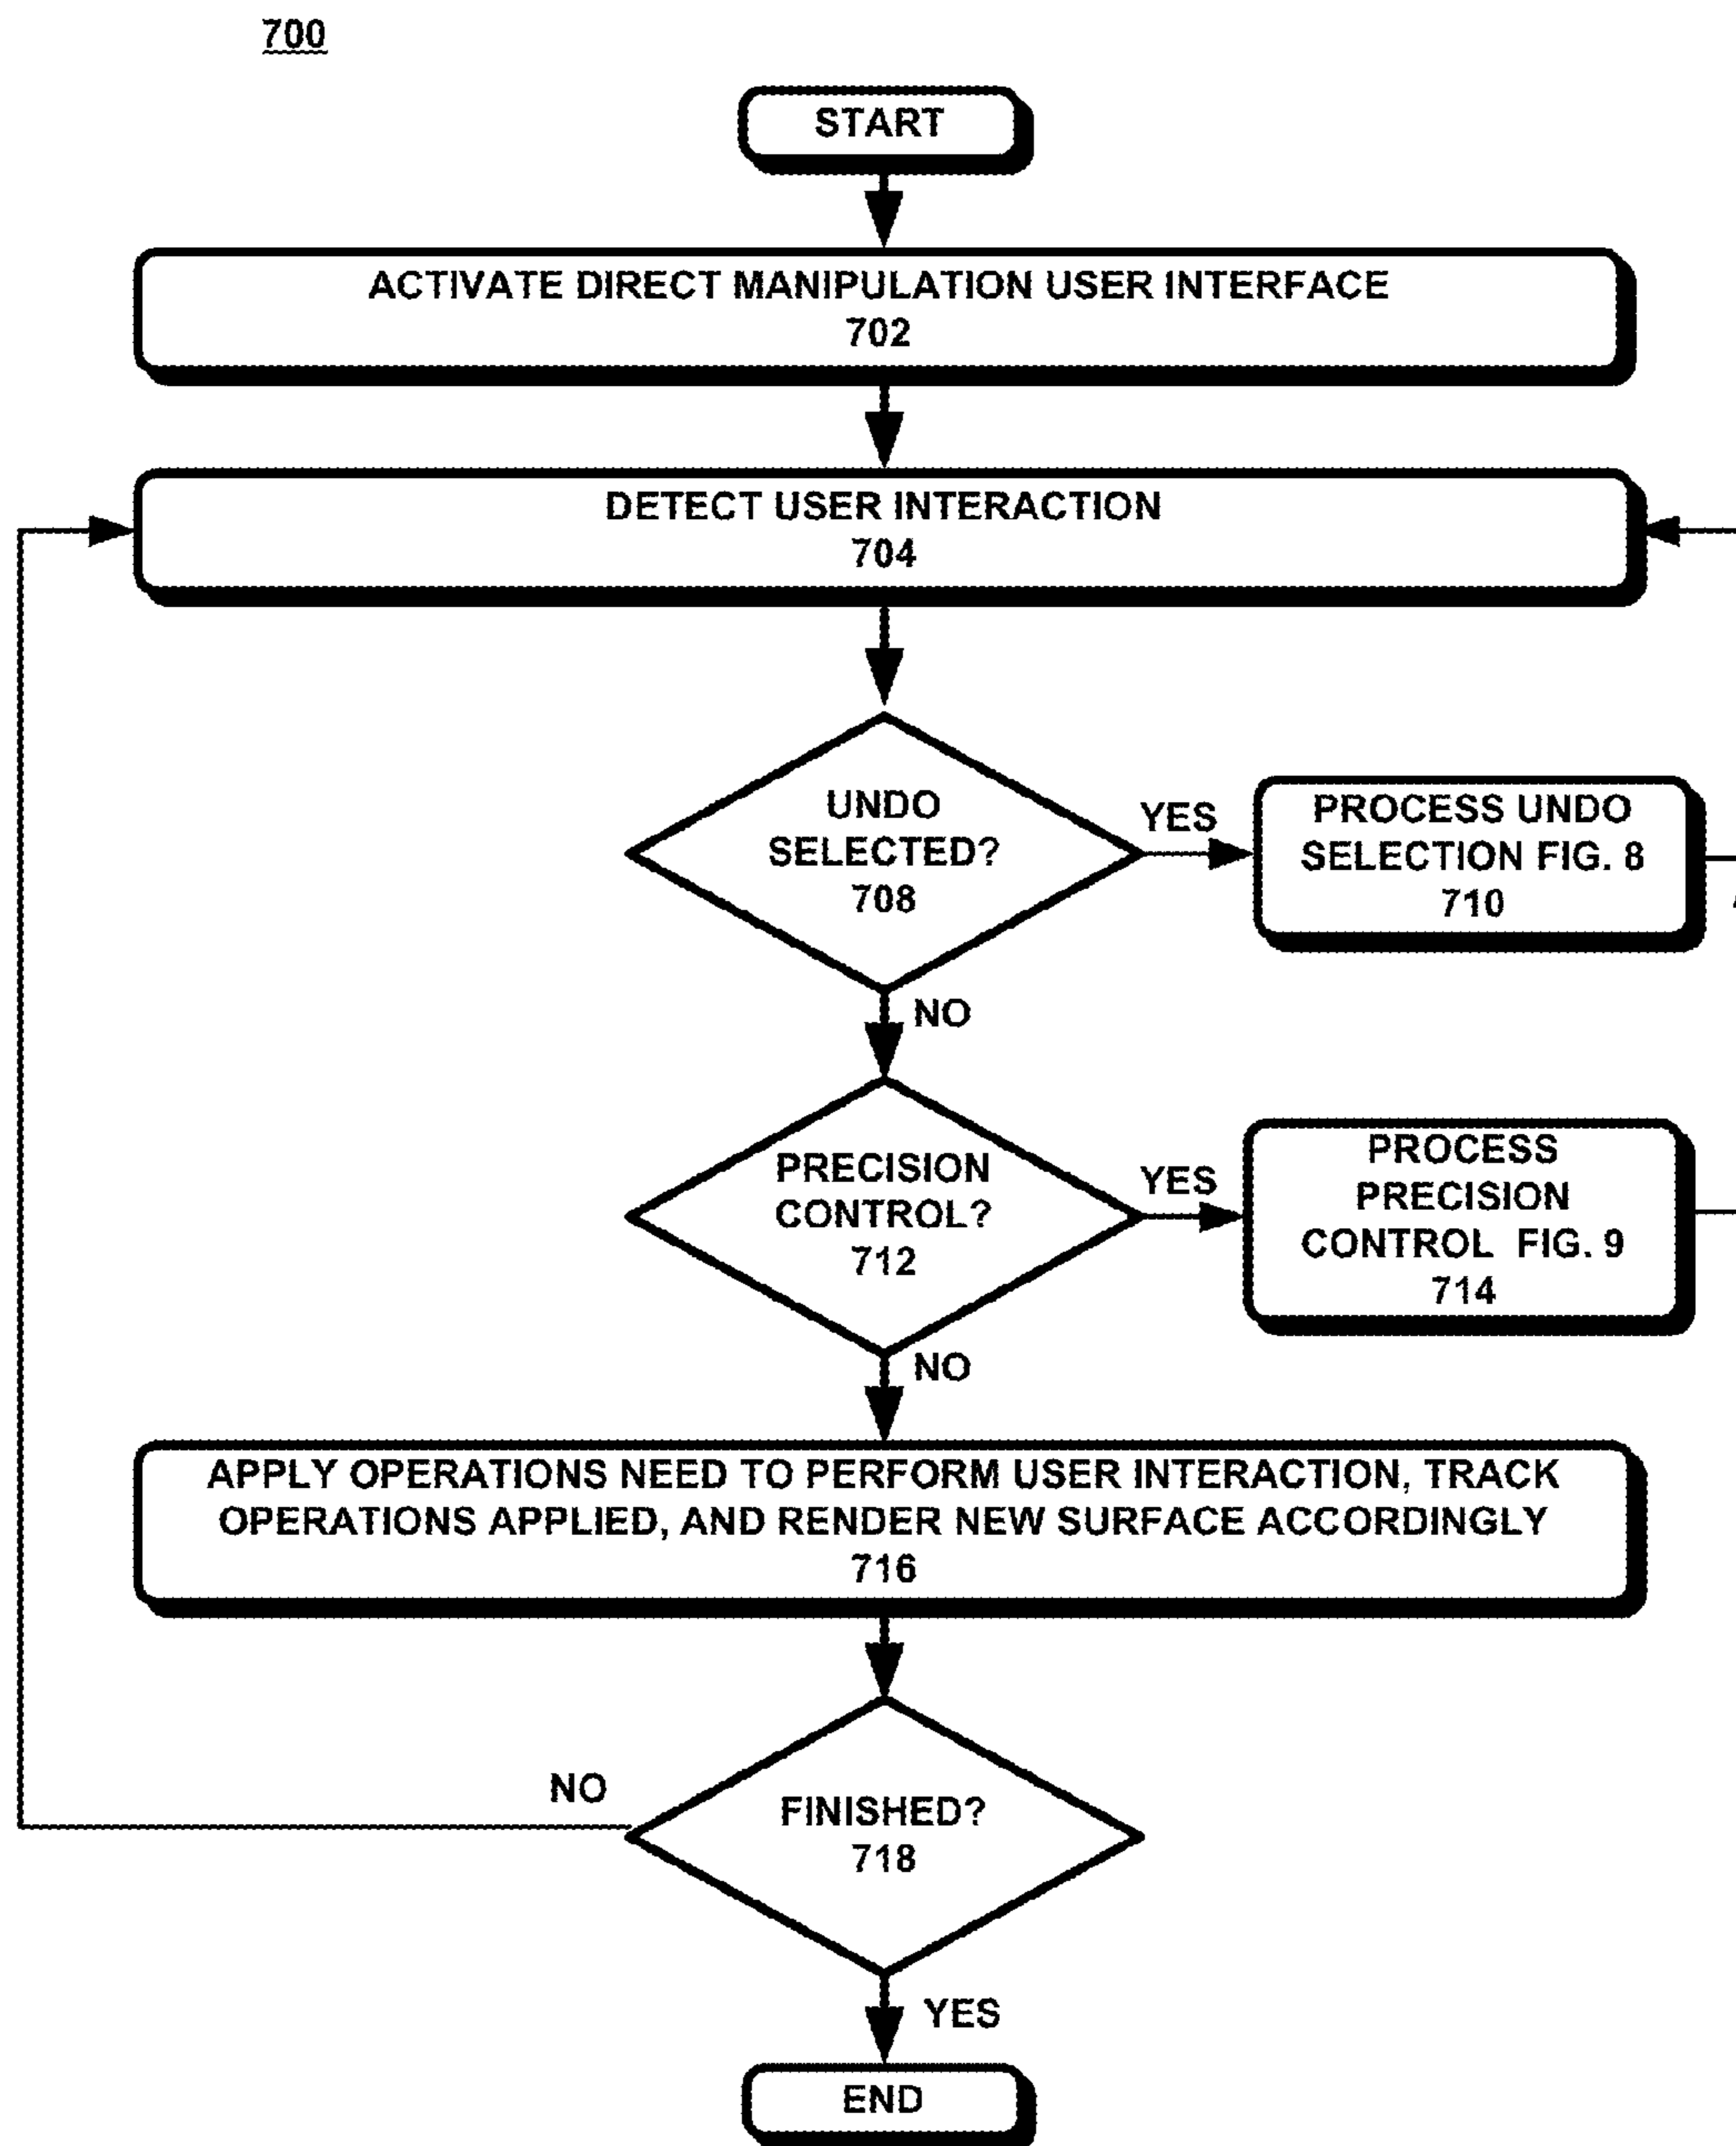 700
START
ACTIVATE DIRECT MANIPULATION USER INTERFACE
702
DETECT USER INTERACTION
704
UNDO
SELECTED?
708
YES
PROCESS UNDO
SELECTION FIG. 8
710
NO
PRECISION
CONTROL?
712
YES
PROCESS
PRECISION
CONTROL FIG. 9
714
NO
APPLY OPERATIONS NEED TO PERFORM USER INTERACTION, TRACK
OPERATIONS APPLIED, AND RENDER NEW SURFACE ACCORDINGLY
716
FINISHED?
718
NO
YES
END